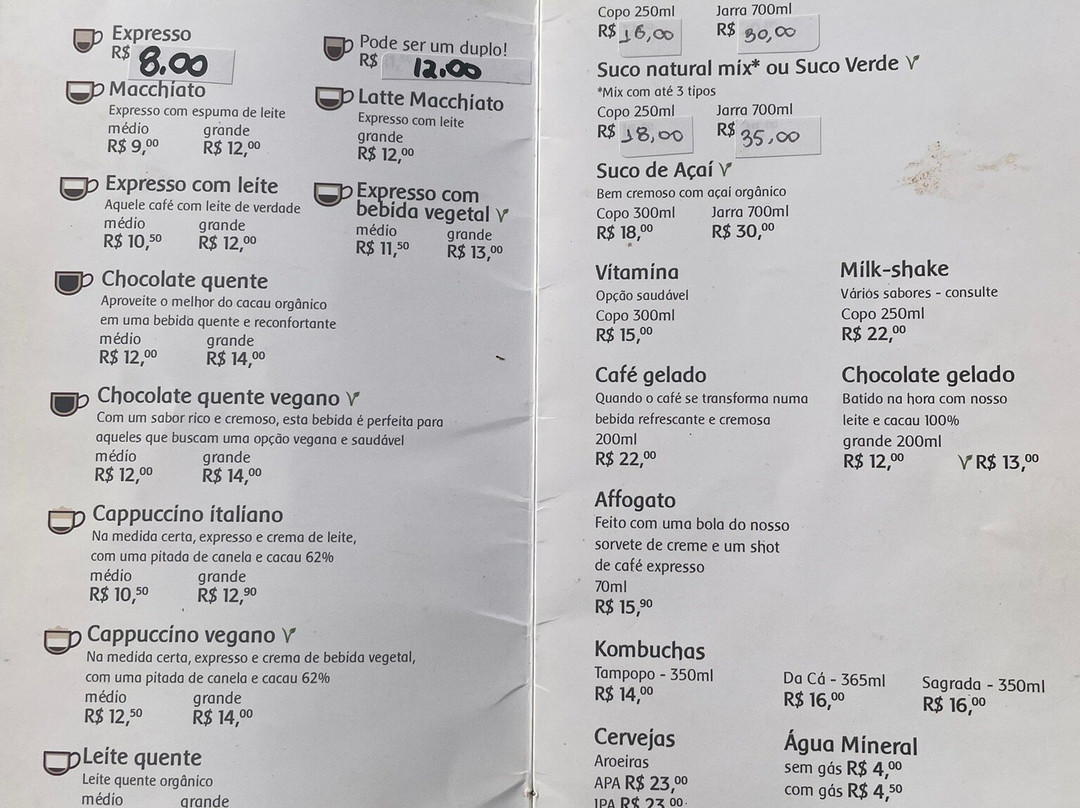 Expresso
R$ 8.00
Pode ser um duplo!
R$ 12.00
Macchiato
Expresso com espuma de leite
médio grande
R$ 9,00 R$ 12,00
Latte Macchiato
Expresso com leite
grande
R$ 12,00
Expresso com leite
Aquele café com leite de verdade
médio grande
R$ 10,50 R$ 12,00
Expresso com
bebida vegetal V
médio grande
R$ 11,50 R$ 13,00
Chocolate quente
Aproveite o melhor do cacau orgânico
em uma bebida quente e reconfortante
médio grande
R$ 12,00 R$ 14,00
Chocolate quente vegano V
Com um sabor rico e cremoso, esta bebida é perfeita para
aqueles que buscam uma opção vegana e saudável
médio grande
R$ 12,00 R$ 14,00
Cappuccino italiano
Na medida certa, expresso e crema de leite,
com uma pitada de canela e cacau 62%
médio grande
R$ 10,50 R$ 12,90
Cappuccino vegano V
Na medida certa, expresso e crema de bebida vegetal,
com uma pitada de canela e cacau 62%
médio grande
R$ 12,50 R$ 14,00
Leite quente
Leite quente orgânico
médio grande
Copo 250ml Jarra 700ml
R$ 16,00 R$ 30,00
Suco natural mix* ou Suco Verde V
*Mix com até 3 tipos
Copo 250ml Jarra 700ml
R$ 18,00 R$ 35,00
Suco de Açaí V
Bem cremoso com açaí orgânico
Copo 300ml Jarra 700ml
R$ 18,00 R$ 30,00
Vitamina
Opção saudável
Copo 300ml
R$ 15,00
Milk-shake
Vários sabores - consulte
Copo 250ml
R$ 22,00
Café gelado
Quando o café se transforma numa
bebida refrescante e cremosa
200ml
R$ 22,00
Chocolate gelado
Batido na hora com nosso
leite e cacau 100%
grande 200ml
R$ 12,00 V R$ 13,00
Affogato
Feito com uma bola do nosso
sorvete de creme e um shot
de café expresso
70ml
R$ 15,90
Kombuchas
Tampopo - 350ml
R$ 14,00
Da Cá - 365ml
R$ 16,00
Sagrada - 350ml
R$ 16,00
Cervejas
Aroeiras
APA R$ 23,00
IPA R$ 23,00
Água Mineral
sem gás R$ 4,00
com gás R$ 4,50